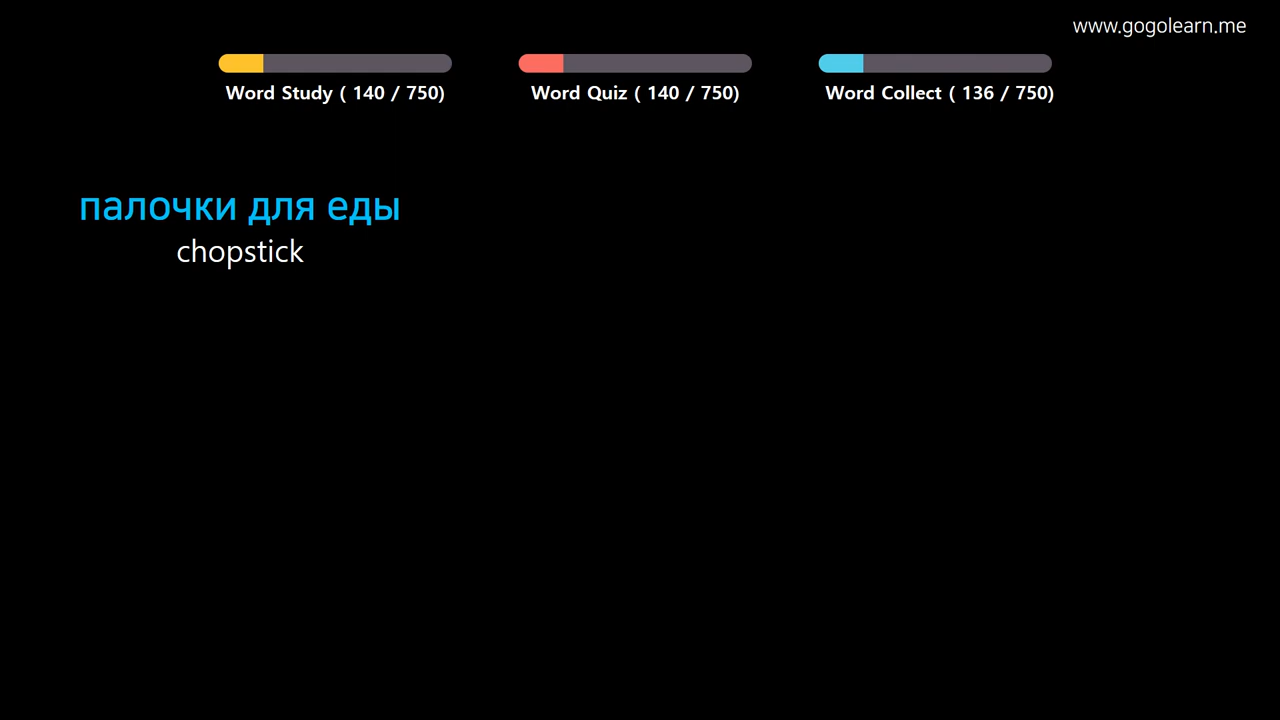 www.gogolearn.me
Word Study ( 140 / 750)
Word Quiz ( 140 / 750)
Word Collect ( 136 / 750)
палочки для еды
chopstick